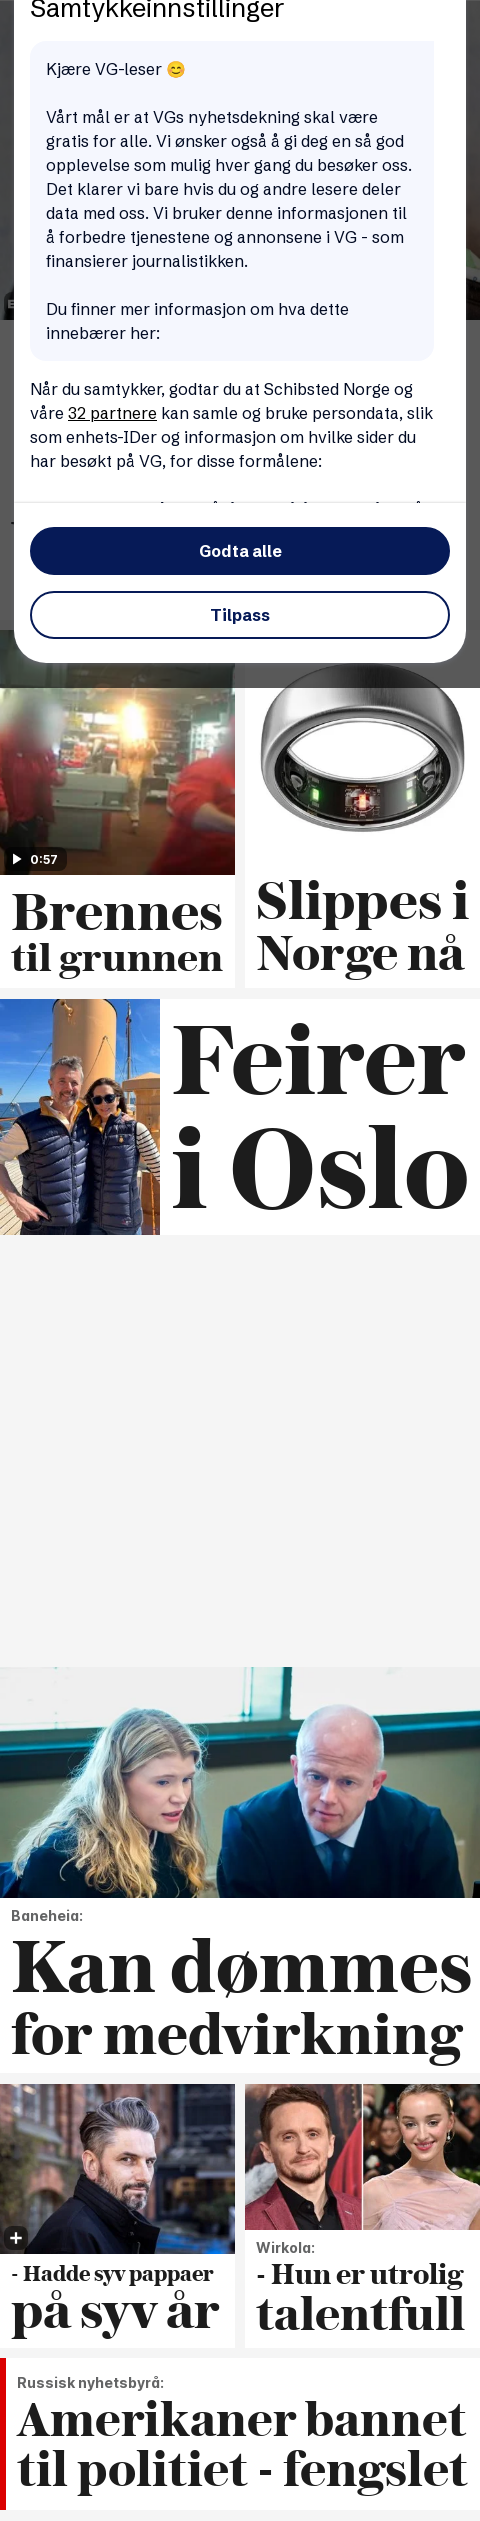 Samtykkeinnstillinger
Kjære VG-leser 😊
Vårt mål er at VGs nyhetsdekning skal være
gratis for alle. Vi ønsker også å gi deg en så god
opplevelse som mulig hver gang du besøker oss.
Det klarer vi bare hvis du og andre lesere deler
data med oss. Vi bruker denne informasjonen til
å forbedre tjenestene og annonsene i VG - som
finansierer journalistikken.
Du finner mer informasjon om hva dette
innebærer her:
Når du samtykker, godtar du at Schibsted Norge og
våre 32 partnere kan samle og bruke persondata, slik
som enhets-IDer og informasjon om hvilke sider du
har besøkt på VG, for disse formålene:
Godta alle
Tilpass
0:57
Brennes
til grunnen
Slippes i
Norge nå
Feirer
i Oslo
Baneheia:
Kan dømmes
for medvirkning
- Hadde syv pappaer
på syv år
Wirkola:
- Hun er utrolig
talentfull
Russisk nyhetsbyrå:
Amerikaner bannet
til politiet - fengslet